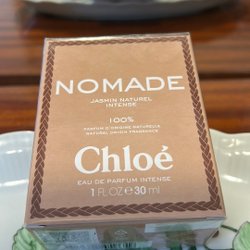 NOMADE
JASMIN NATUREL
INTENSE
100%
PARFUM D'ORIGINE NATURELLE
NATURAL ORIGIN FRAGRANCE
Chloé
EAU DE PARFUM INTENSE
1 FL.OZ℮30 ml